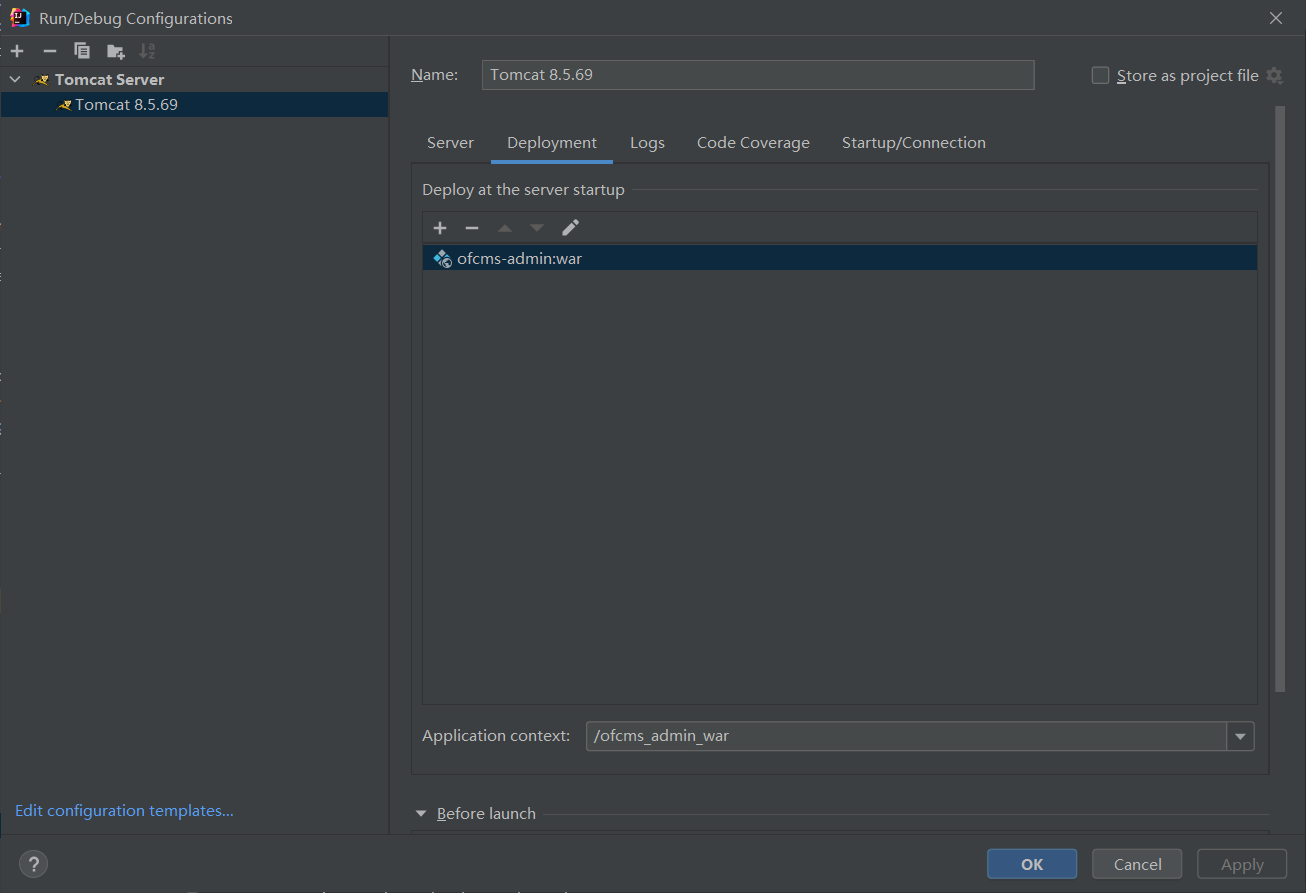 Run/Debug Configurations
Tomcat Server
Tomcat 8.5.69
Name: Tomcat 8.5.69
Store as project file
Server Deployment Logs Code Coverage Startup/Connection
Deploy at the server startup
ofcms-admin:war
Application context: /ofcms_admin_war
Edit configuration templates...
Before launch
? OK Cancel Apply